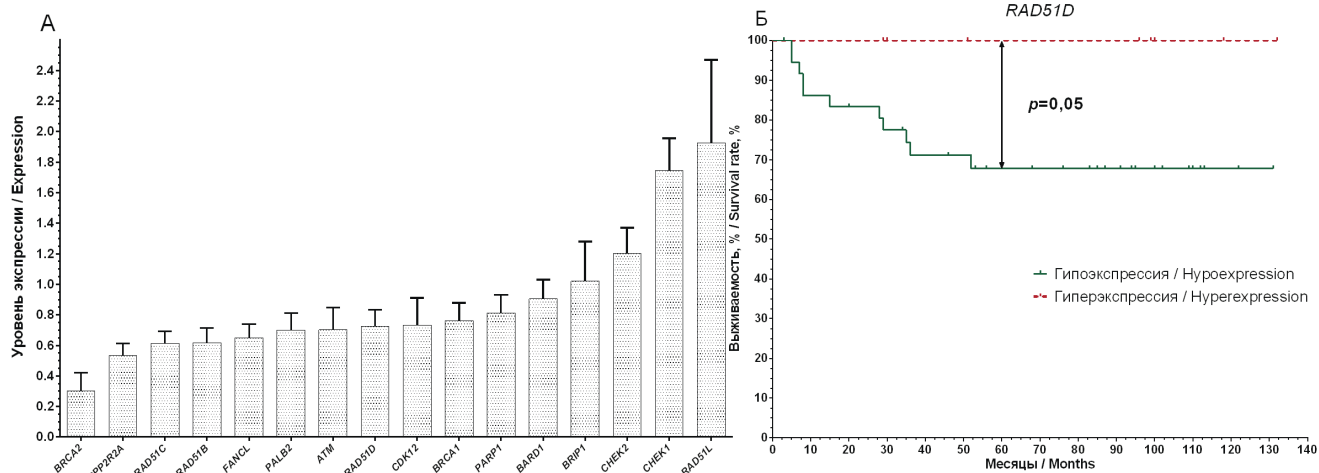 А
Уровень экспрессии / Expression
2.4
2.2
2.0
1.8
1.6
1.4
1.2
1.0
0.8
0.6
0.4
0.2
0.0
BRCA2
PP2R2A
RAD51C
RAD51B
FANCL
PALB2
ATM
RAD51D
CDK12
BRCA1
PARP1
BARD1
BRIP1
CHEK2
CHEK1
RAD51L
Б
RAD51D
Выживаемость, % / Survival rate, %
100
90
80
70
60
50
40
30
20
10
0
p=0,05
Гипоэкспрессия / Hypoexpression
Гиперэкспрессия / Hyperexpression
0 10 20 30 40 50 60 70 80 90 100 110 120 130 140
Месяцы / Months